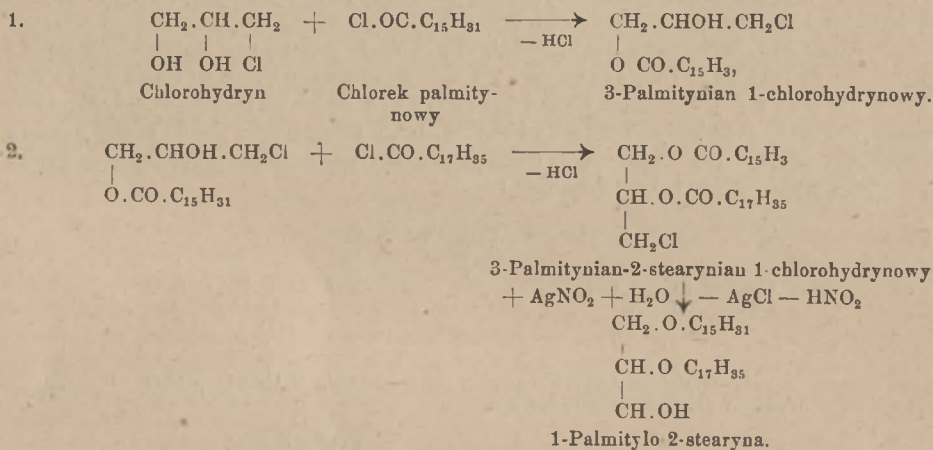 1. CH₂.CH.CH₂ + Cl.OC.C₁₅H₃₁ → CH₂.CHOH.CH₂Cl
| | | — HCl |
OH OH Cl O CO.C₁₅H₃,
Chlorohydryn Chlorek palmity- 3-Palmitynian 1-chlorohydrynowy.
nowy
2. CH₂.CHOH.CH₂Cl + Cl.CO.C₁₇H₃₅ → CH₂.O CO.C₁₅H₃
| — HCl |
O.CO.C₁₅H₃₁ CH.O.CO.C₁₇H₃₅
|
CH₂Cl
3-Palmitynian-2-stearynian 1-chlorohydrynowy
+ AgNO₂ + H₂O ↓ — AgCl — HNO₂
CH₂.O.C₁₅H₃₁
|
CH.O C₁₇H₃₅
|
CH.OH
1-Palmitylo 2-stearyna.